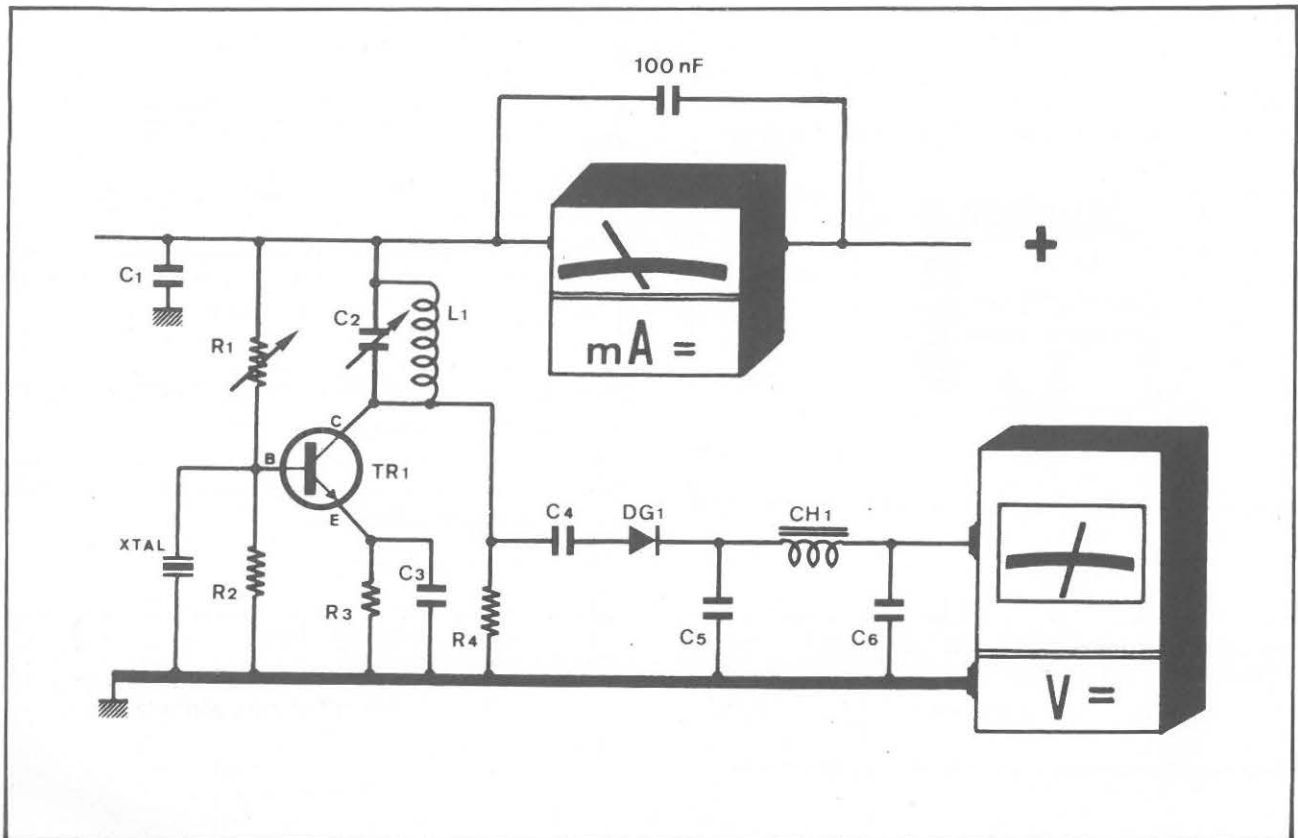 100 nF
+
C1
R1
C2
L1
mA =
C
B
TR1
E
XTAL
R2
R3
C3
R4
C4
DG1
CH1
C5
C6
V =